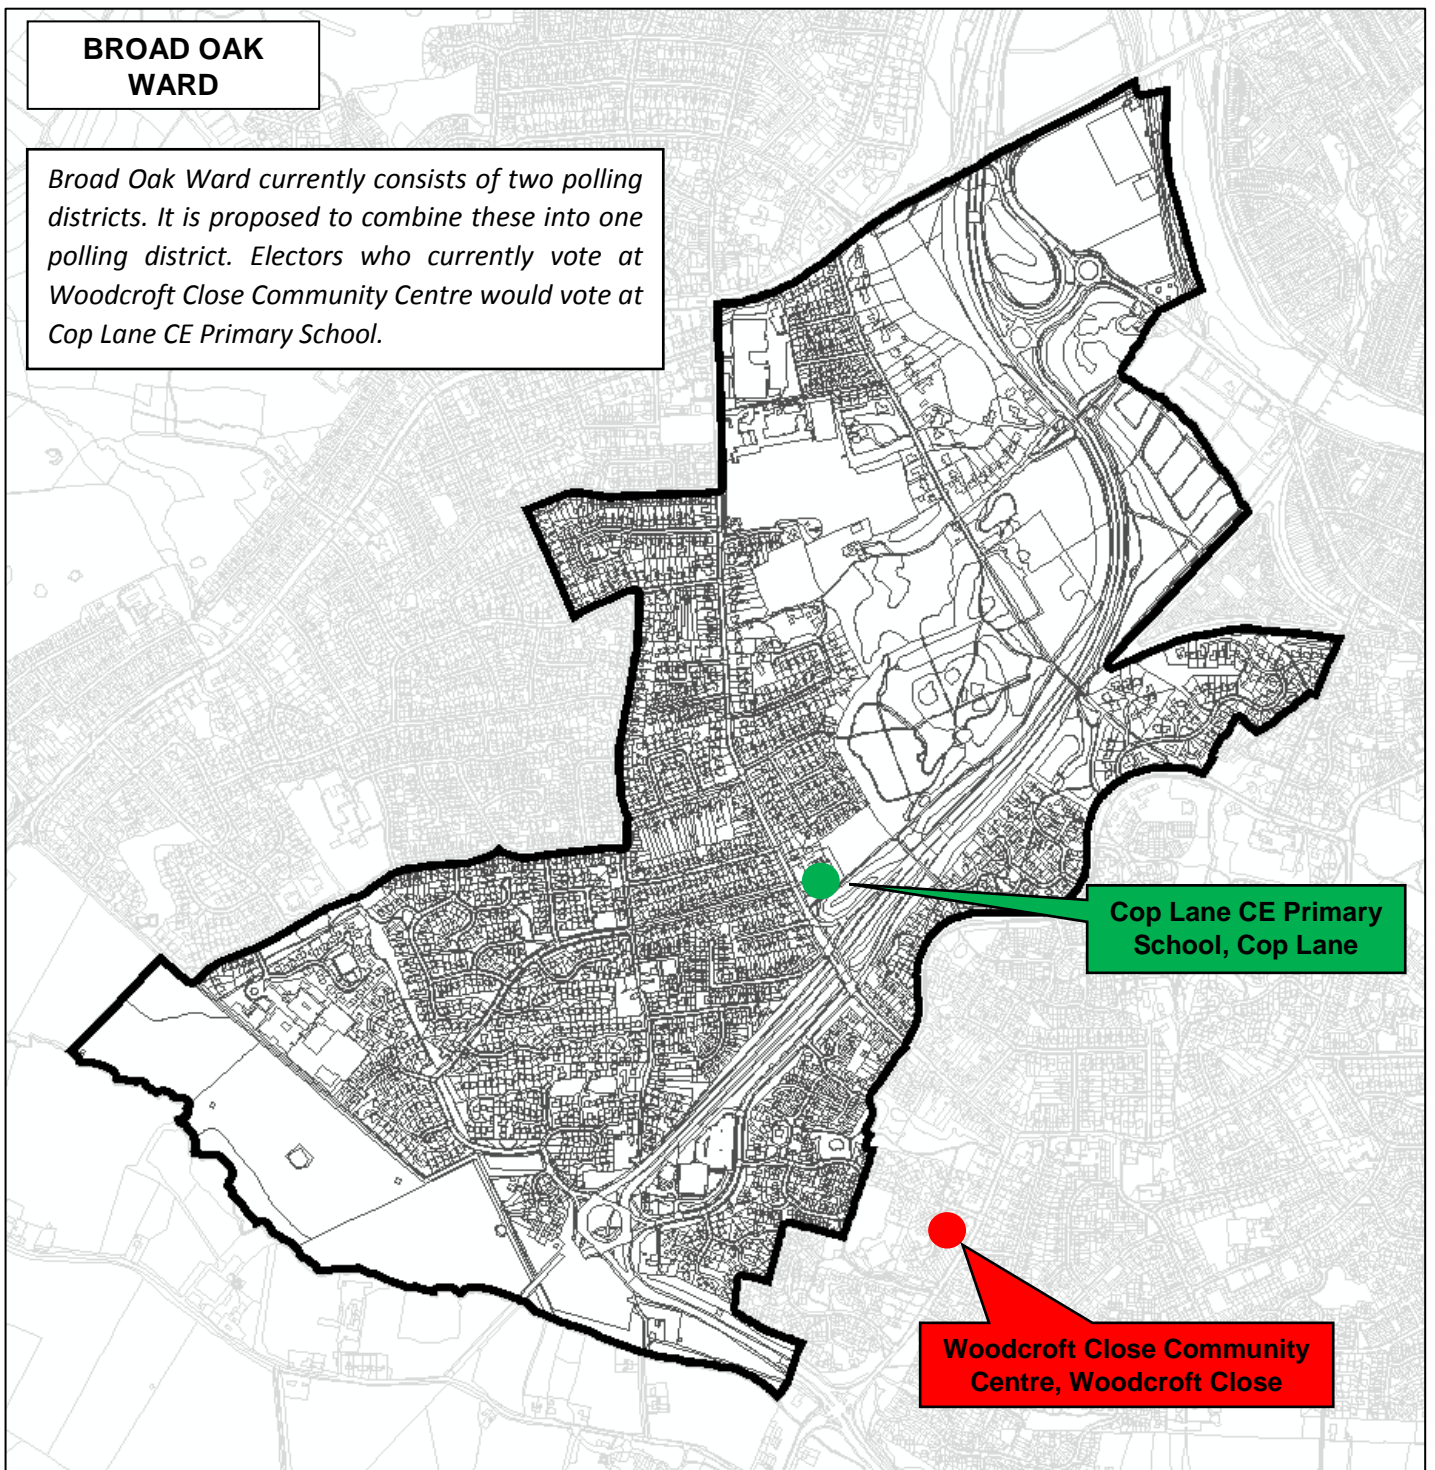 BROAD OAK
WARD
Broad Oak Ward currently consists of two polling
districts. It is proposed to combine these into one
polling district. Electors who currently vote at
Woodcroft Close Community Centre would vote at
Cop Lane CE Primary School.
Cop Lane CE Primary
School, Cop Lane
Woodcroft Close Community
Centre, Woodcroft Close